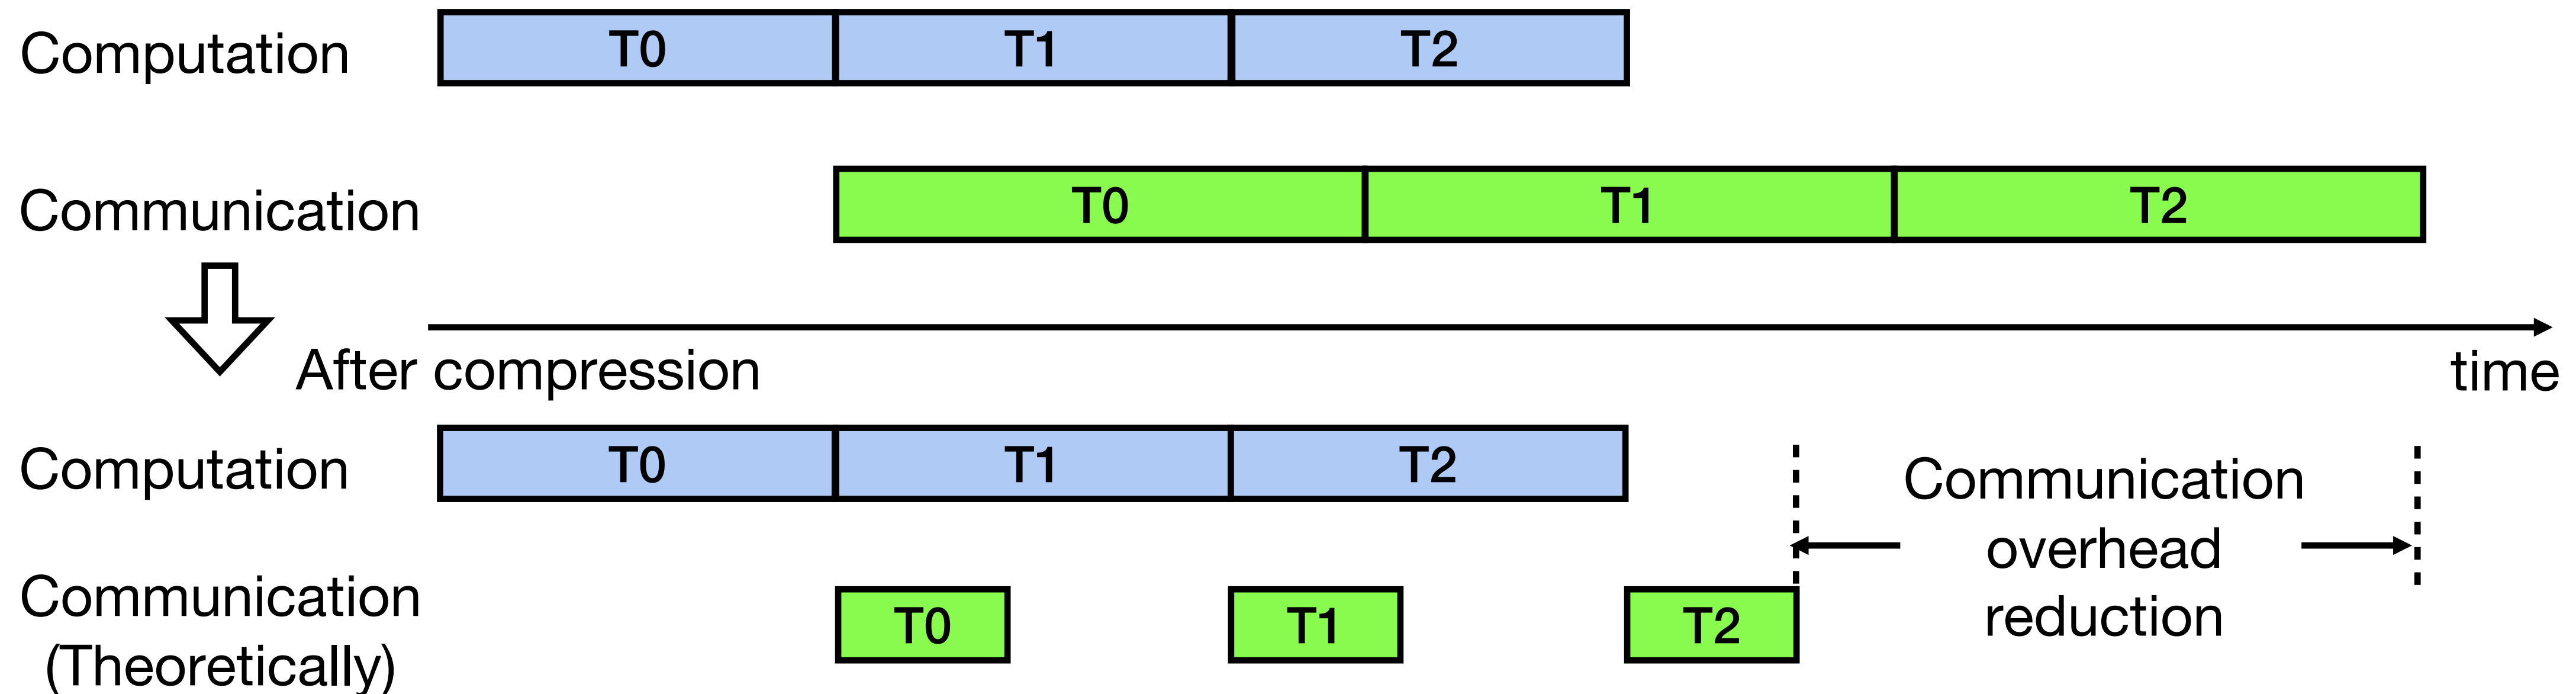 Computation T0 T1 T2
Communication T0 T1 T2
After compression time
Computation T0 T1 T2
Communication
overhead
reduction
Communication
(Theoretically)
T0 T1 T2